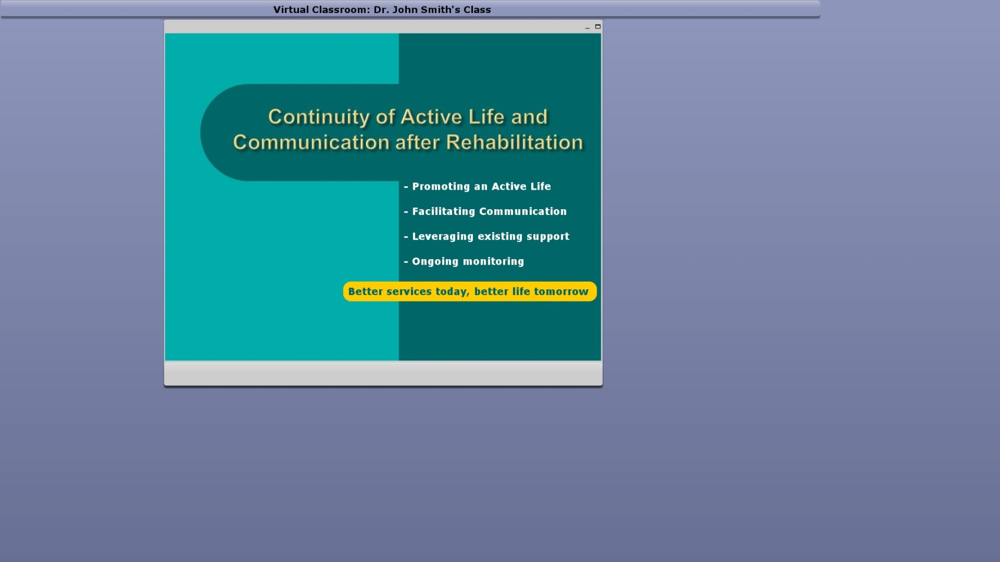 Virtual Classroom: Dr. John Smith's Class
Continuity of Active Life and
Communication after Rehabilitation
- Promoting an Active Life
- Facilitating Communication
- Leveraging existing support
- Ongoing monitoring
Better services today, better life tomorrow